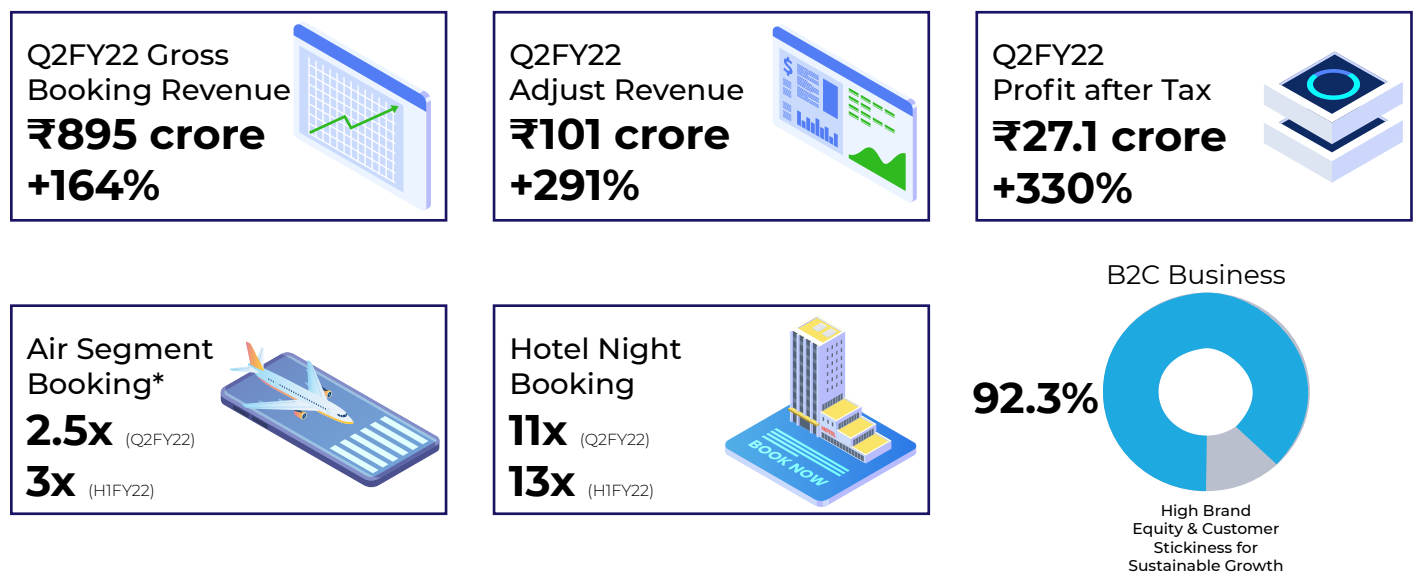 Q2FY22 Gross
Booking Revenue
₹895 crore
+164%
Q2FY22
Adjust Revenue
₹101 crore
+291%
$
Q2FY22
Profit after Tax
₹27.1 crore
+330%
Air Segment
Booking*
2.5x (Q2FY22)
3x (H1FY22)
Hotel Night
Booking
11x (Q2FY22)
13x (H1FY22)
HOTEL
BOOK NOW
B2C Business
92.3%
High Brand
Equity & Customer
Stickiness for
Sustainable Growth